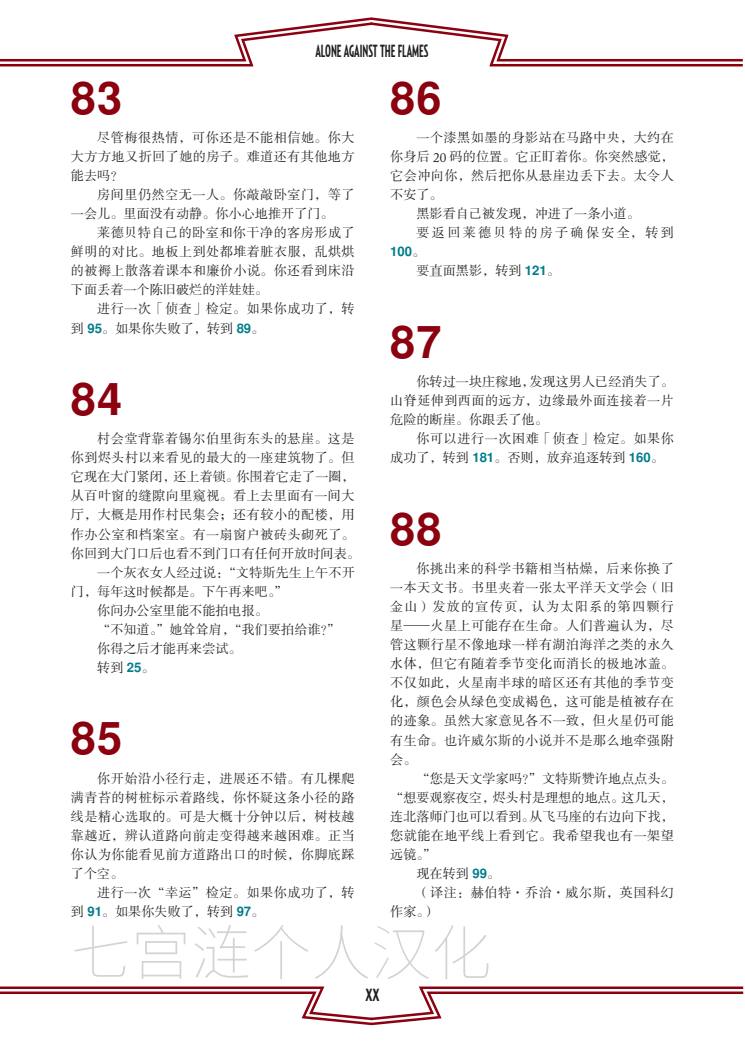 ALONE AGAINST THE FLAMES
83
尽管梅很热情，可你还是不能相信她。你大
大方方地又折回了她的房子。难道还有其他地方
能去吗？
房间里仍然空无一人。你敲敲卧室门，等了
一会儿。里面没有动静。你小心地推开了门。
莱德贝特自己的卧室和你干净的客房形成了
鲜明的对比。地板上到处都堆着脏衣服，乱烘烘
的被褥上散落着课本和廉价小说。你还看到床沿
下面丢着一个陈旧破烂的洋娃娃。
进行一次「侦查」检定。如果你成功了，转
到 95。如果你失败了，转到 89。
84
村会堂背靠着锡尔伯里街东头的悬崖。这是
你到烬头村以来看见的最大的一座建筑物了。但
它现在大门紧闭，还上着锁。你围着它走了一圈，
从百叶窗的缝隙向里窥视。看上去里面有一间大
厅，大概是用作村民集会；还有较小的配楼，用
作办公室和档案室。有一扇窗户被砖头砌死了。
你回到大门口后也看不到门口有任何开放时间表。
一个灰衣女人经过说：“文特斯先生上午不开
门，每年这时候都是。下午再来吧。”
你问办公室里能不能拍电报。
“不知道。”她耸耸肩，“我们要拍给谁？”
你得之后才能再来尝试。
转到 25。
85
你开始沿小径行走，进展还不错。有几棵爬
满青苔的树桩标示着路线，你怀疑这条小径的路
线是精心选取的。可是大概十分钟以后，树枝越
靠越近，辨认道路向前走变得越来越困难。正当
你认为你能看见前方道路出口的时候，你脚底踩
了个空。
进行一次“幸运”检定。如果你成功了，转
到 91。如果你失败了，转到 97。
86
一个漆黑如墨的身影站在马路中央，大约在
你身后 20 码的位置。它正盯着你。你突然感觉，
它会冲向你，然后把你从悬崖边丢下去。太令人
不安了。
黑影看自己被发现，冲进了一条小道。
要返回莱德贝特的房子确保安全，转到
100。
要直面黑影，转到 121。
87
你转过一块庄稼地，发现这男人已经消失了。
山脊延伸到西面的远方，边缘最外面连接着一片
危险的断崖。你跟丢了他。
你可以进行一次困难「侦查」检定。如果你
成功了，转到 181。否则，放弃追逐转到 160。
88
你挑出来的科学书籍相当枯燥，后来你换了
一本天文书。书里夹着一张太平洋天文学会（旧
金山）发放的宣传页，认为太阳系的第四颗行
星——火星上可能存在生命。人们普遍认为，尽
管这颗行星不像地球一样有湖泊海洋之类的永久
水体，但它有随着季节变化而消长的极地冰盖。
不仅如此，火星南半球的暗区还有其他的季节变
化，颜色会从绿色变成褐色，这可能是植被存在
的迹象。虽然大家意见各不一致，但火星仍可能
有生命。也许威尔斯的小说并不是那么地牵强附
会。
“您是天文学家吗？”文特斯赞许地点点头。
“想要观察夜空，烬头村是理想的地点。这几天，
连北落师门也可以看到。从飞马座的右边向下找，
您就能在地平线上看到它。我希望我也有一架望
远镜。”
现在转到 99。
（译注：赫伯特·乔治·威尔斯，英国科幻
作家。）
七宫涟个人汉化
XX